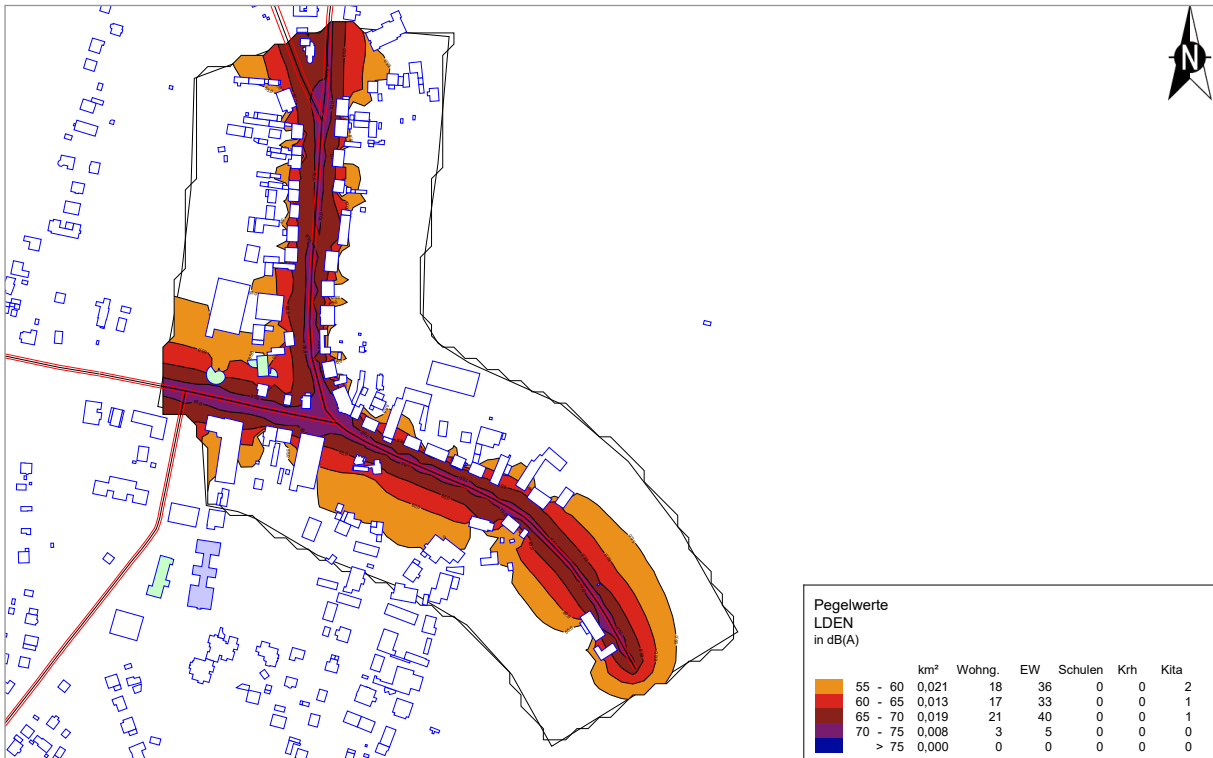 N
Pegelwerte
LDEN
in dB(A)
km² Wohng. EW Schulen Krh Kita
55 - 60 0,021 18 36 0 0 2
60 - 65 0,013 17 33 0 0 1
65 - 70 0,019 21 40 0 0 1
70 - 75 0,008 3 5 0 0 0
> 75 0,000 0 0 0 0 0